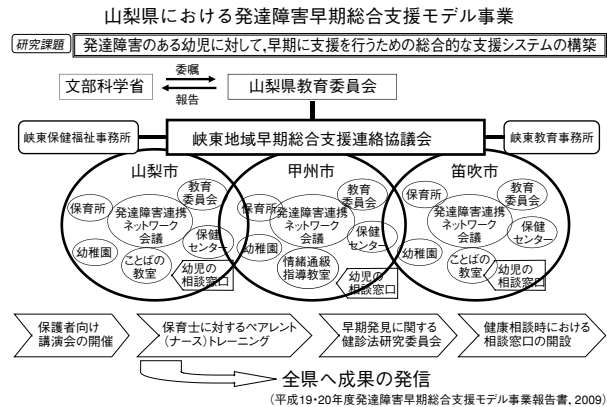 山梨県における発達障害早期総合支援モデル事業
研究課題
発達障害のある幼児に対して,早期に支援を行うための総合的な支援システムの構築
文部科学省
委嘱
報告
山梨県教育委員会
峡東保健福祉事務所
峡東地域早期総合支援連絡協議会
峡東教育事務所
山梨市
保育所
教育
委員会
発達障害連携
ネットワーク
会議
保健
センター
幼稚園
ことばの
教室
幼児の
相談窓口
甲州市
保育所
教育
委員会
発達障害連携
ネットワーク
会議
保健
センター
幼稚園
情緒通級
指導教室
幼児の
相談窓口
笛吹市
保育所
教育
委員会
発達障害連携
ネットワーク
会議
保健
センター
幼稚園
ことばの
教室
幼児の
相談窓口
保護者向け
講演会の開催
保育士に対するペアレント
(ナース)トレーニング
早期発見に関する
健診法研究委員会
健康相談時における
相談窓口の開設
全県へ成果の発信
(平成19・20年度発達障害早期総合支援モデル事業報告書, 2009)